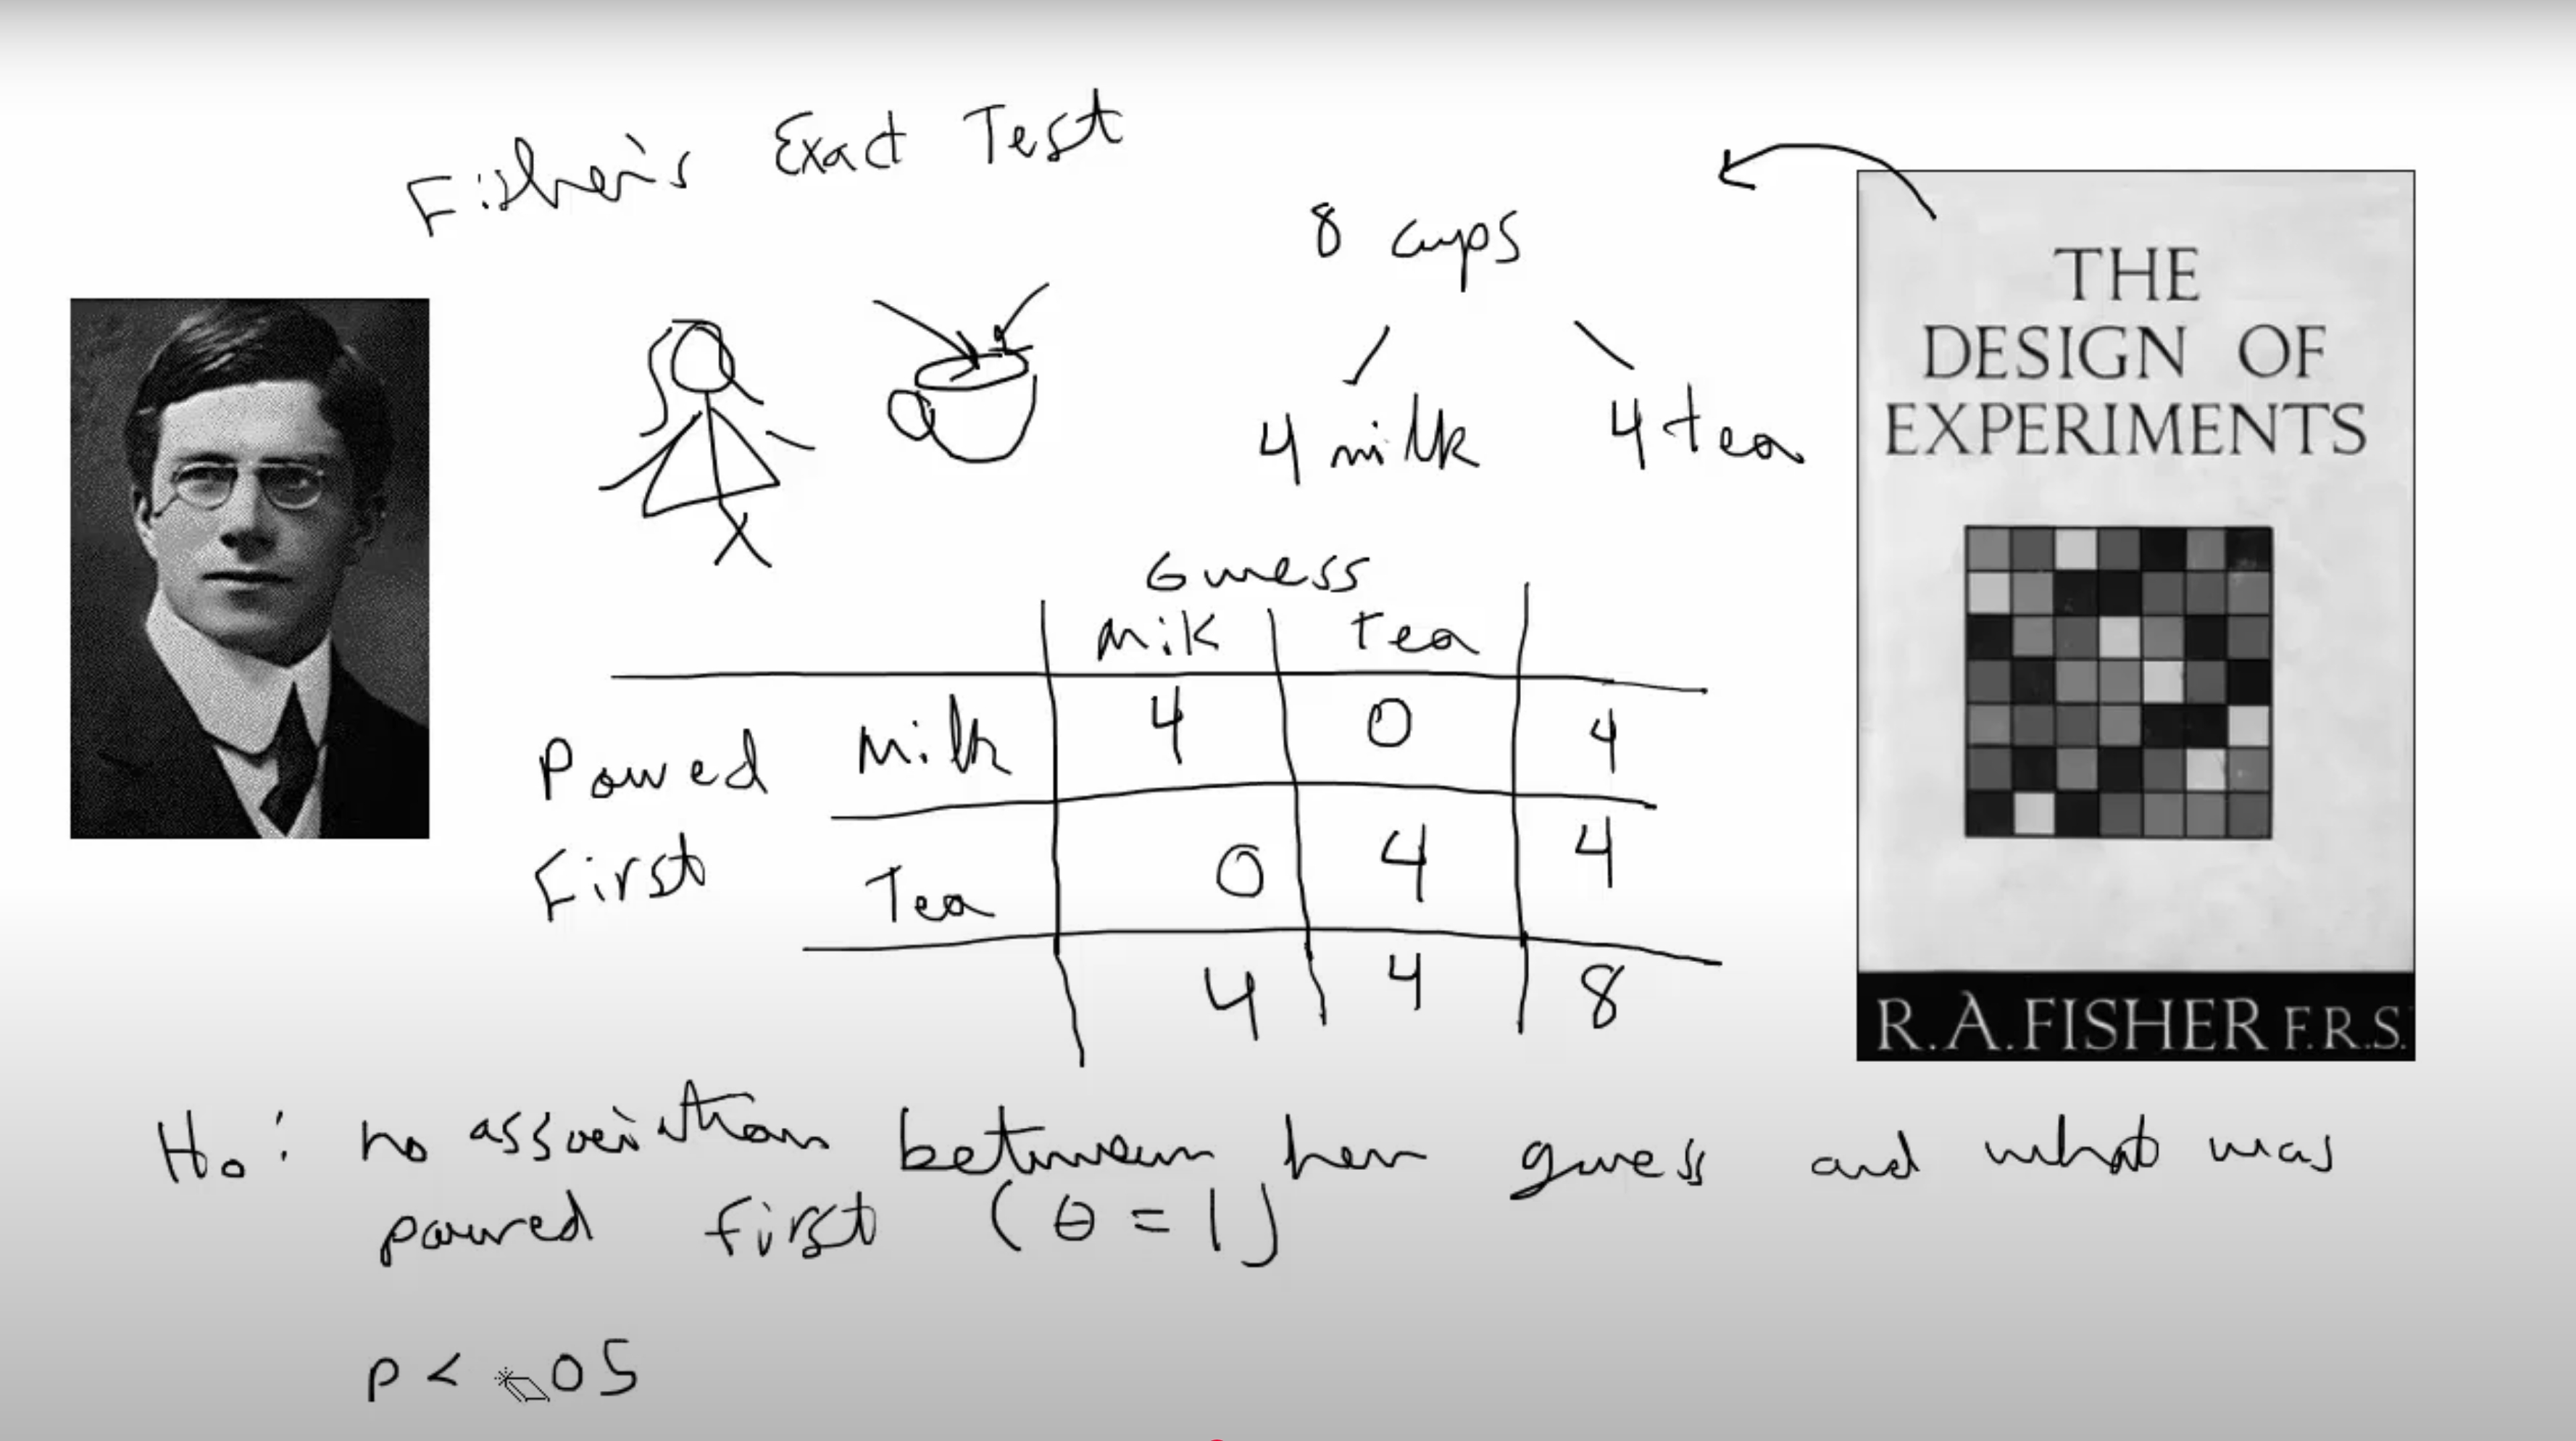 Fisher's Exact Test
8 cups
4 milk 4 tea
THE
DESIGN OF
EXPERIMENTS
Guess
Milk tea
Poured Milk 4 0 4
First Tea 0 4 4
4 4 8
R.A.FISHER F.R.S.
Ho: no association between her guess and what was
poured first (θ = 1)
p < .05